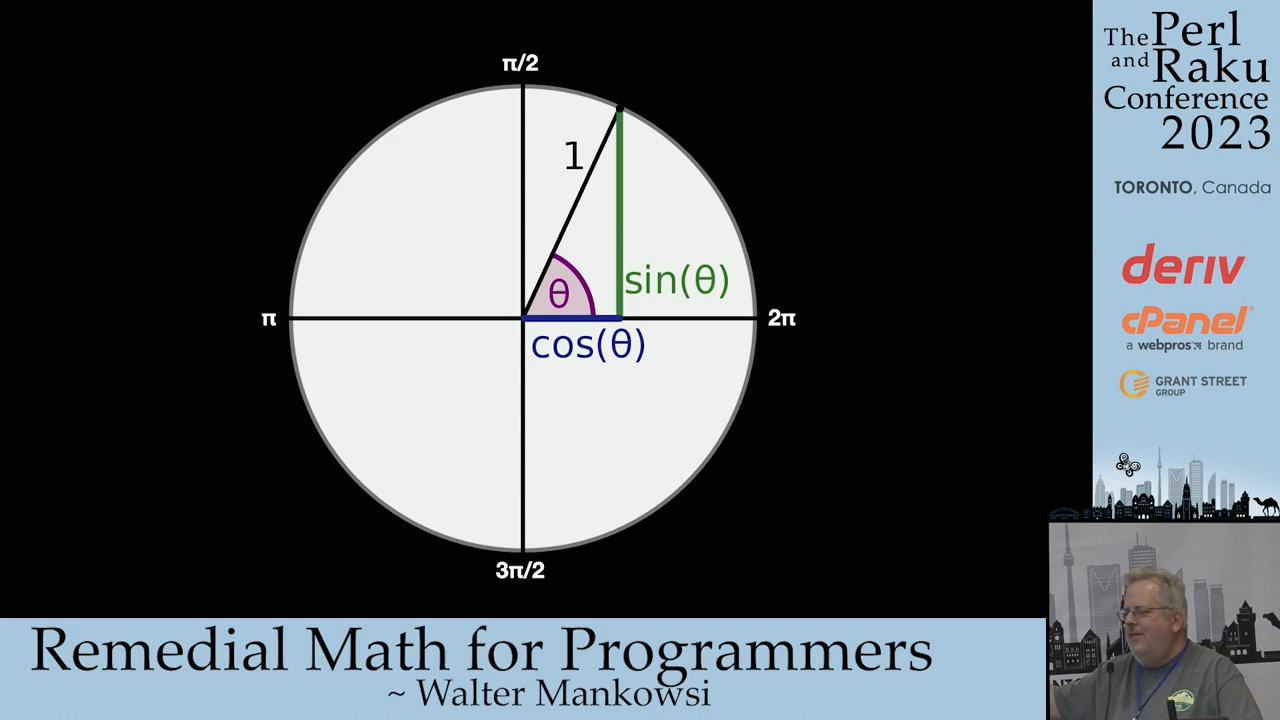 π/2
1
sin(θ)
θ
π
2π
cos(θ)
3π/2
The Perl
and Raku
Conference
2023
TORONTO, Canada
deriv
cPanel
a webpros brand
GRANT STREET
GROUP
Remedial Math for Programmers
~ Walter Mankowsi